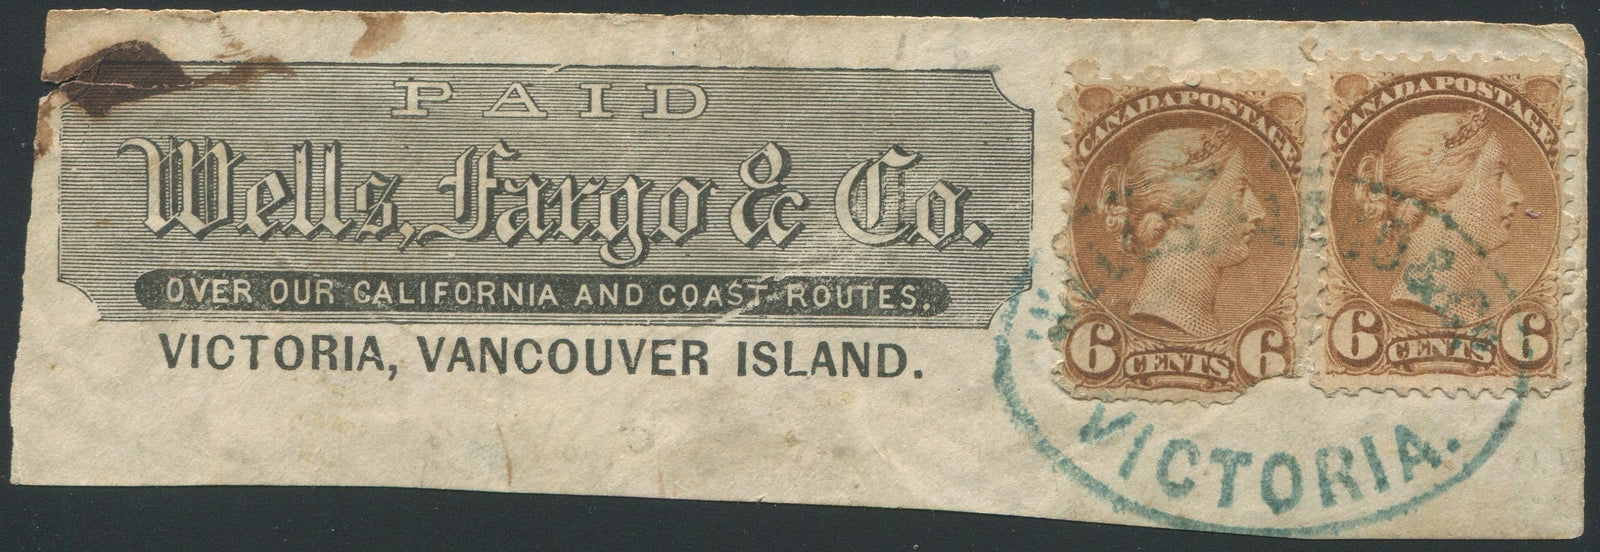 PAID
Wells, Fargo & Co.
OVER OUR CALIFORNIA AND COAST ROUTES.
VICTORIA, VANCOUVER ISLAND.
CANADA POSTAGE
6 CENTS 6
CANADA POSTAGE
6 CENTS 6
VICTORIA.